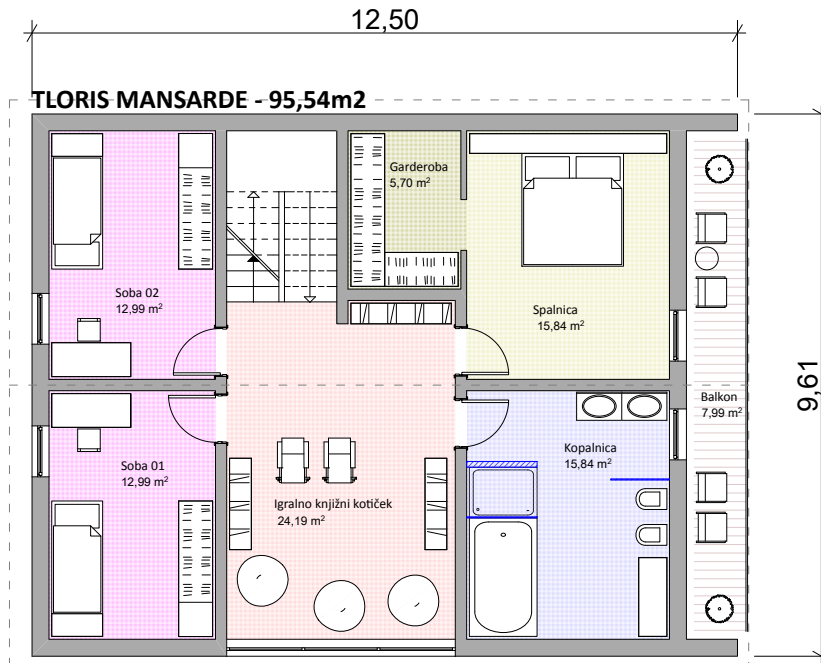 12,50
TLORIS MANSARDE - 95,54m2
Garderoba
5,70 m²
Soba 02
12,99 m²
Spalnica
15,84 m²
9,61
Balkon
7,99 m²
Kopalnica
15,84 m²
Soba 01
12,99 m²
Igralno knjižni kotiček
24,19 m²